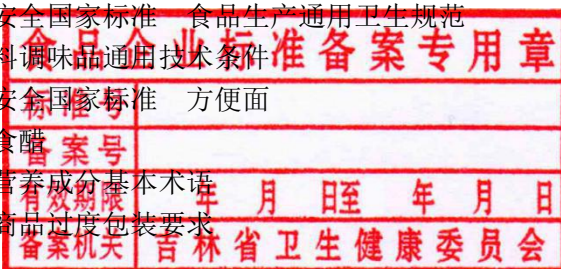 安全国家标准 食品生产通用卫生规范
食品企业标准备案专用章
料调味品通用技术条件
安全国家标准 方便面
标准号
食醋
备案号
营养成分基本术语
有效期限 年 月 日至 年 月 日
商品过度包装要求
备案机关 吉林省卫生健康委员会